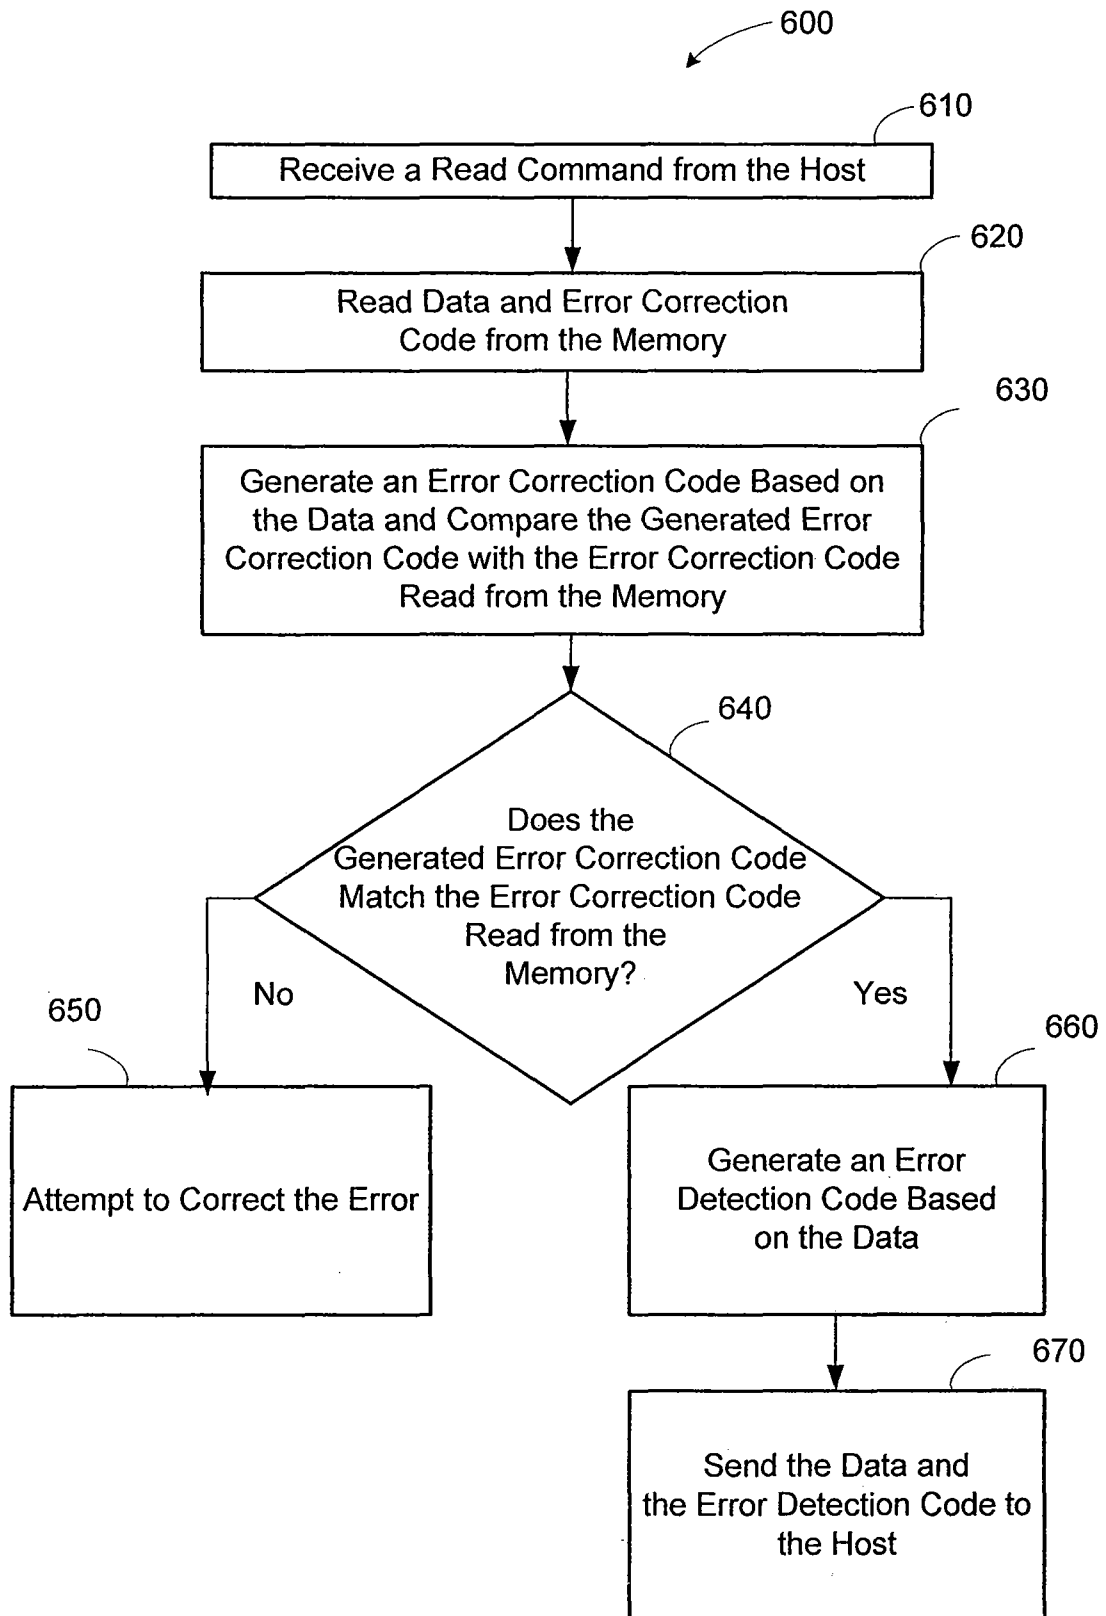 600
610
Receive a Read Command from the Host
620
Read Data and Error Correction
Code from the Memory
630
Generate an Error Correction Code Based on
the Data and Compare the Generated Error
Correction Code with the Error Correction Code
Read from the Memory
640
Does the
Generated Error Correction Code
Match the Error Correction Code
Read from the
Memory?
No
Yes
650
660
Attempt to Correct the Error
Generate an Error
Detection Code Based
on the Data
670
Send the Data and
the Error Detection Code to
the Host